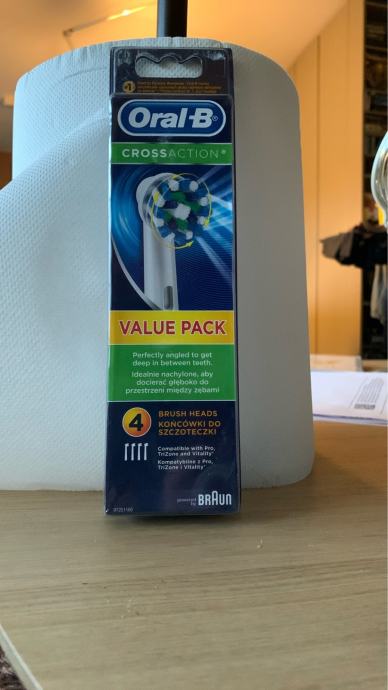 Oral-B®
CROSSACTION®
VALUE PACK
Perfectly angled to get
deep in between teeth.
Idealnie nachylone, aby
docierać głęboko do
przestrzeni między zębami
4
BRUSH HEADS
KOŃCÓWKI DO
SZCZOTECZKI
Compatible with Pro,
TriZone and Vitality*
Kompatybilne z Pro,
TriZone i Vitality*
powered
by BRAUN